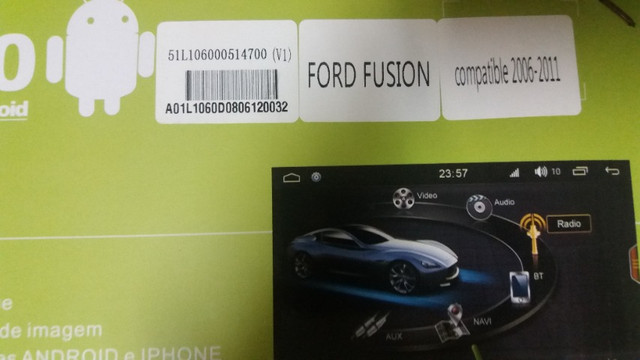 0
oid
51L106000514700 (V1)
A01L1060D0806120032
FORD FUSION
compatible 2006-2011
23:57
10
Video
Audio
Radio
BT
NAVI
AUX
e
de imagem
s ANDROID e IPHONE